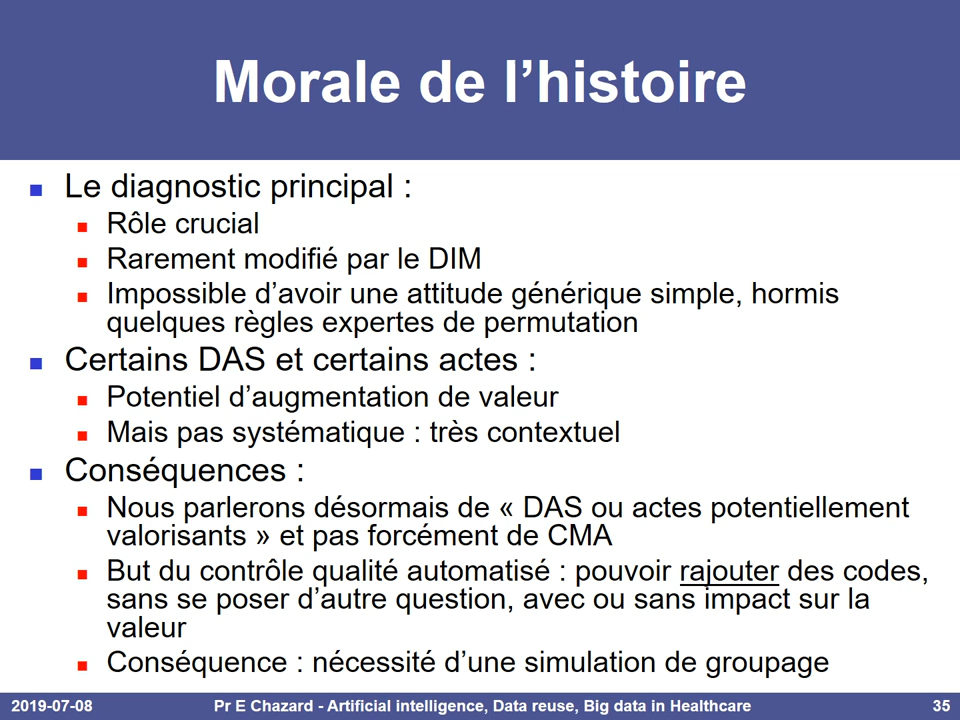 Morale de l’histoire
Le diagnostic principal :
Rôle crucial
Rarement modifié par le DIM
Impossible d’avoir une attitude générique simple, hormis
quelques règles expertes de permutation
Certains DAS et certains actes :
Potentiel d’augmentation de valeur
Mais pas systématique : très contextuel
Conséquences :
Nous parlerons désormais de « DAS ou actes potentiellement
valorisants » et pas forcément de CMA
But du contrôle qualité automatisé : pouvoir rajouter des codes,
sans se poser d’autre question, avec ou sans impact sur la
valeur
Conséquence : nécessité d’une simulation de groupage
2019-07-08
Pr E Chazard - Artificial intelligence, Data reuse, Big data in Healthcare
35